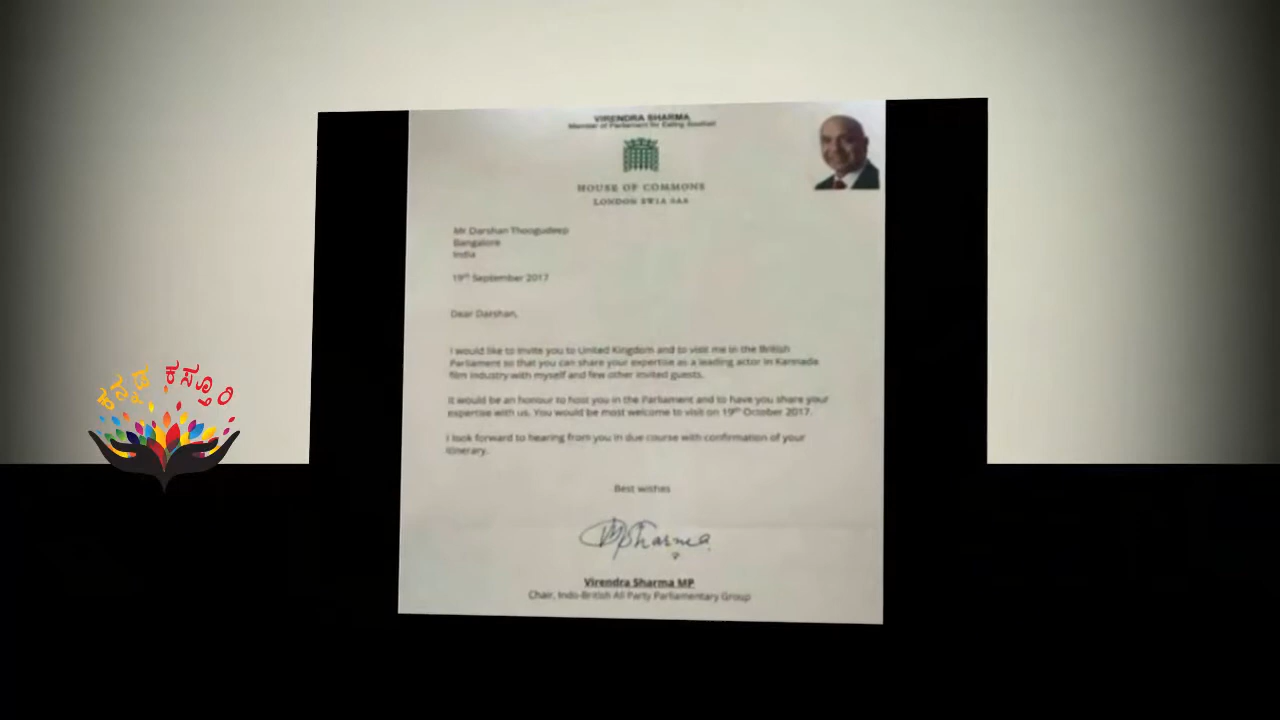 VIRENDRA SHARMA
Member of Parliament for Ealing Southall
HOUSE OF COMMONS
LONDON SW1A 0AA
Mr Darshan Thoogudeep
Bangalore
India
19th September 2017
Dear Darshan,
I would like to invite you to United Kingdom and to visit me in the British
Parliament so that you can share your expertise as a leading actor in Kannada
film industry with myself and few other invited guests.
It would be an honour to host you in the Parliament and to have you share your
expertise with us. You would be most welcome to visit on 19th October 2017.
I look forward to hearing from you in due course with confirmation of your
itinerary.
Best wishes
Sharma
Virendra Sharma MP
Chair, Indo-British All Party Parliamentary Group
ಕನ್ನಡ ಕಸ್ತೂರಿ